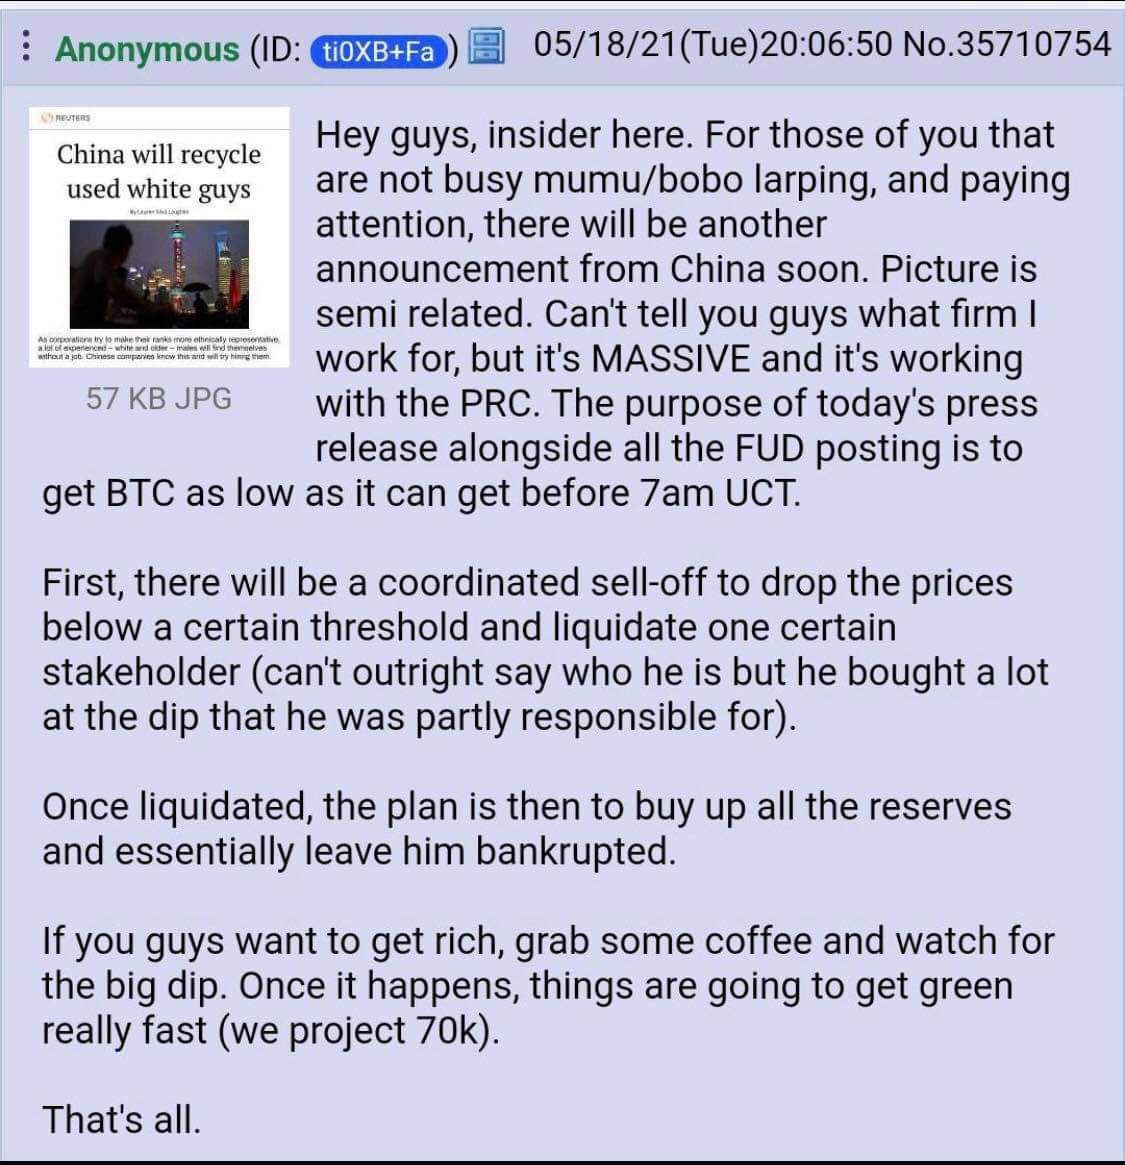 Anonymous (ID: ti0XB+Fa) 05/18/21(Tue)20:06:50 No.35710754
REUTERS
China will recycle
used white guys
By Lauren Silva Laughlin
As corporations try to make their ranks more ethnically representative,
a lot of experienced – white and older – males will find themselves
without a job. Chinese companies know this and will try hiring them.
57 KB JPG
Hey guys, insider here. For those of you that
are not busy mumu/bobo larping, and paying
attention, there will be another
announcement from China soon. Picture is
semi related. Can't tell you guys what firm I
work for, but it's MASSIVE and it's working
with the PRC. The purpose of today's press
release alongside all the FUD posting is to
get BTC as low as it can get before 7am UCT.
First, there will be a coordinated sell-off to drop the prices
below a certain threshold and liquidate one certain
stakeholder (can't outright say who he is but he bought a lot
at the dip that he was partly responsible for).
Once liquidated, the plan is then to buy up all the reserves
and essentially leave him bankrupted.
If you guys want to get rich, grab some coffee and watch for
the big dip. Once it happens, things are going to get green
really fast (we project 70k).
That's all.